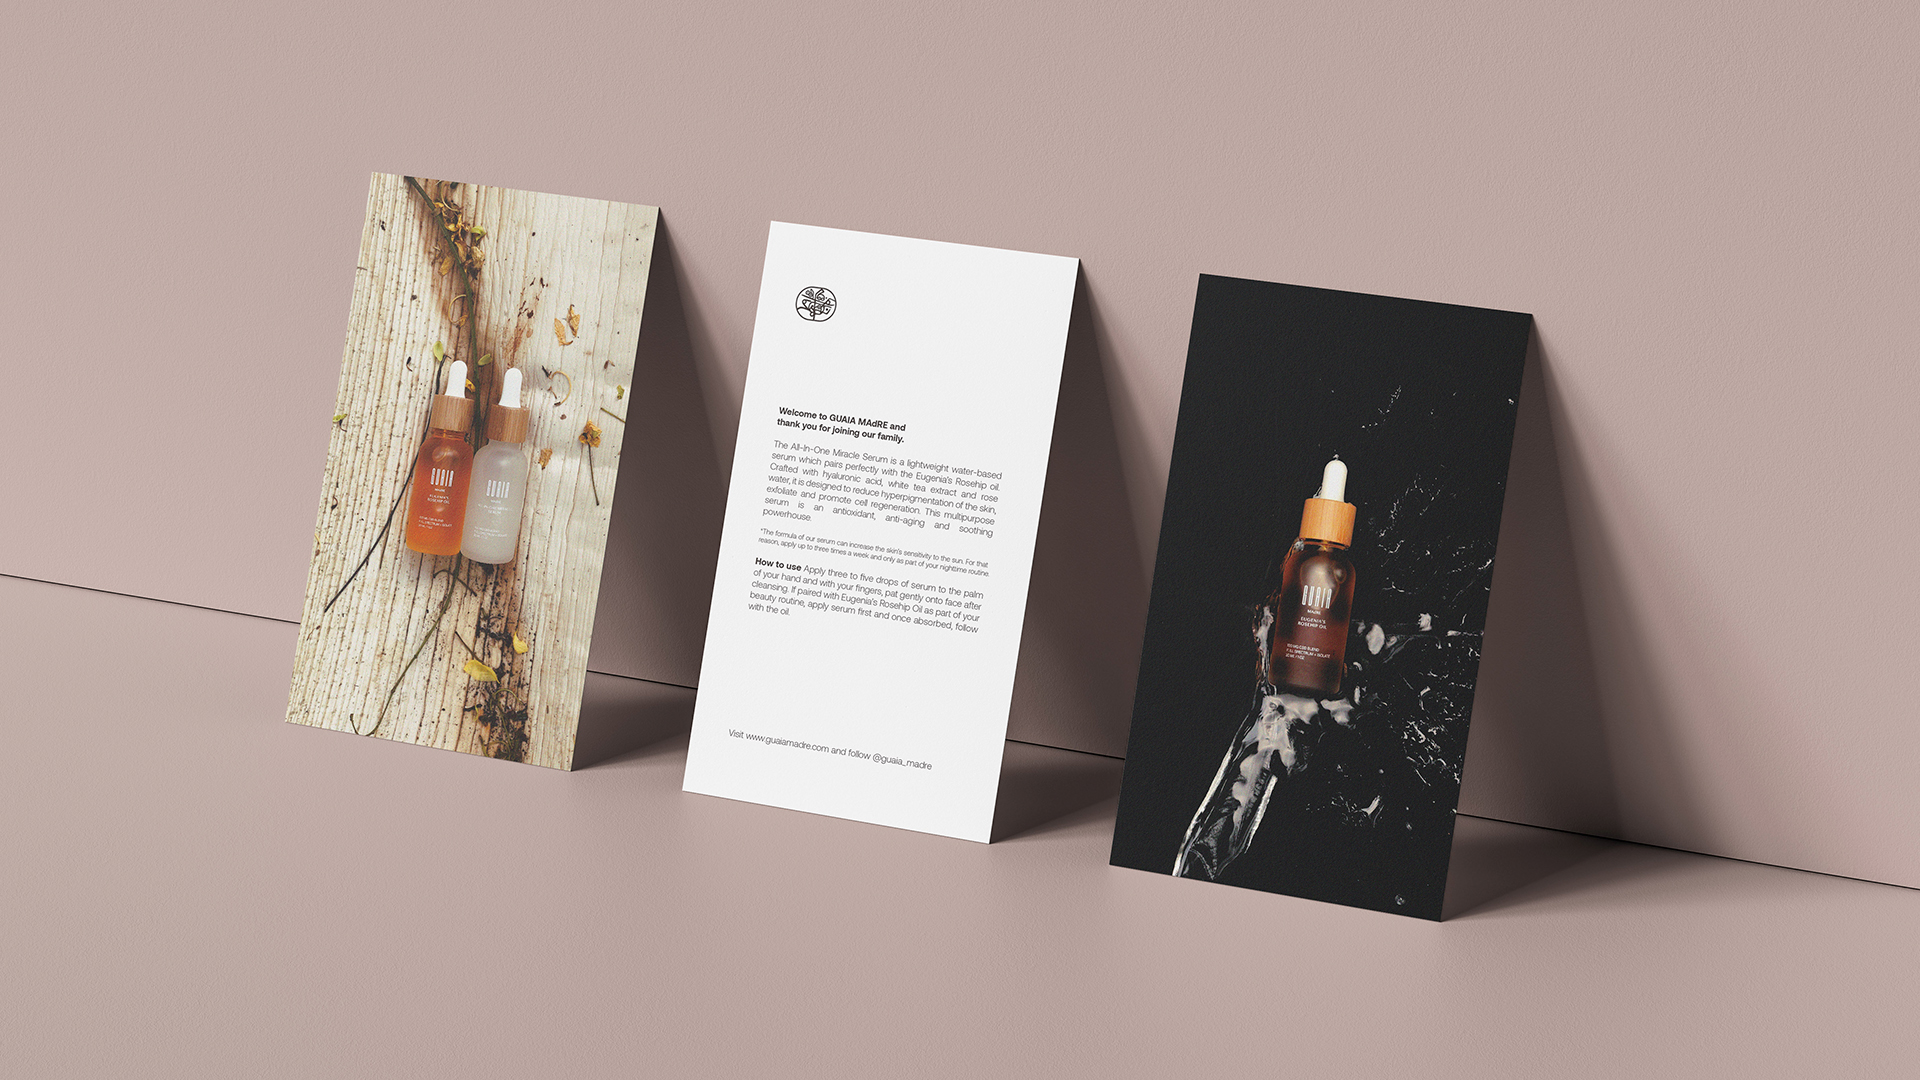 GUAIA
MAdRE
EUGENIA'S
ROSEHIP OIL
GUAIA
MAdRE
SERUM
Welcome to GUAIA MAdRE and
thank you for joining our family.
The All-In-One Miracle Serum is a lightweight water-based
serum which pairs perfectly with the Eugenia's Rosehip oil.
Crafted with hyaluronic acid, white tea extract and rose
water, it is designed to reduce hyperpigmentation of the skin,
exfoliate and promote cell regeneration. This multipurpose
serum is an antioxidant, anti-aging and soothing
powerhouse.
*The formula of our serum can increase the skin's sensitivity to the sun. For that
reason, apply up to three times a week and only as part of your nighttime routine.
How to use Apply three to five drops of serum to the palm
of your hand and with your fingers, pat gently onto face after
cleansing. If paired with Eugenia's Rosehip Oil as part of your
beauty routine, apply serum first and once absorbed, follow
with the oil.
Visit www.guaiamadre.com and follow @guaia_madre
GUAIA
MAdRE
EUGENIA'S
ROSEHIP OIL
CBD BLEND
FULL SPECTRUM + ISOLATE